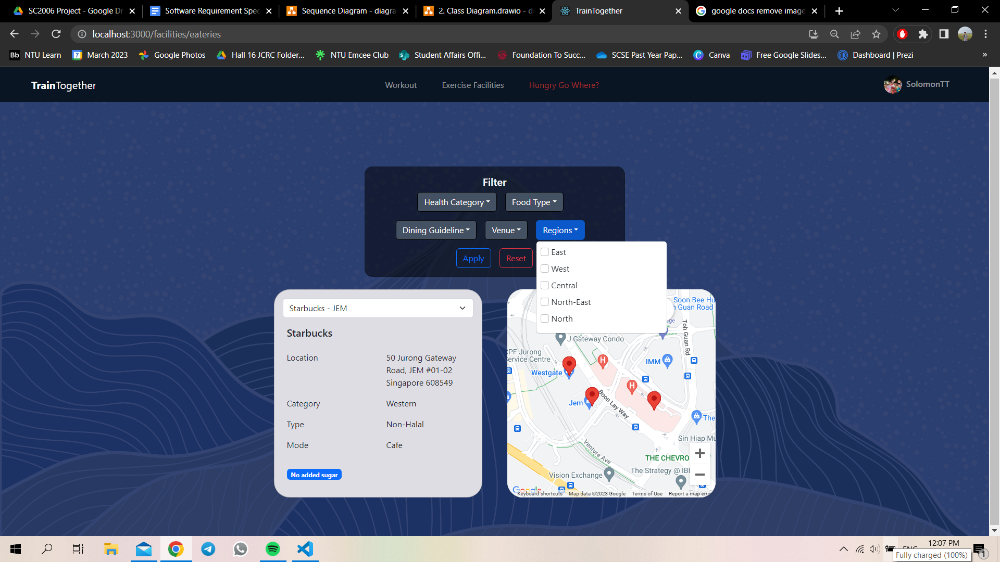 SC2006 Project - Google Dr
Software Requirement Spec
Sequence Diagram - diagra
2. Class Diagram.drawio - d
TrainTogether
google docs remove image
localhost:3000/facilities/eateries
Bb NTU Learn
7 March 2023
Google Photos
Hall 16 JCRC Folder...
NTU Emcee Club
Student Affairs Offi...
Foundation To Succ...
SCSE Past Year Pap...
Canva
Free Google Slides...
Dashboard | Prezi
»
TrainTogether
Workout
Exercise Facilities
Hungry Go Where?
SolomonTT
Filter
Health Category
Food Type
Dining Guideline
Venue
Regions
Apply
Reset
East
West
Central
North-East
North
Starbucks - JEM
Starbucks
Location
50 Jurong Gateway
Road, JEM #01-02
Singapore 608549
Category
Western
Type
Non-Halal
Mode
Cafe
No added sugar
Soon Bee Hu
n Guan Road
Toh Guan Rd
J Gateway Condo
CPF Jurong
Service Centre
Westgate
H
IMM
H
Jem
Boon Lay Way
The
Sin Hiap Mu
Venture Ave
THE CHEVRO
The Strategy @ IBI
Vision Exchange
Google
Keyboard shortcuts
Map data ©2023 Google
Terms of Use
Report a map erro
12:07 PM
Fully charged (100%)
1